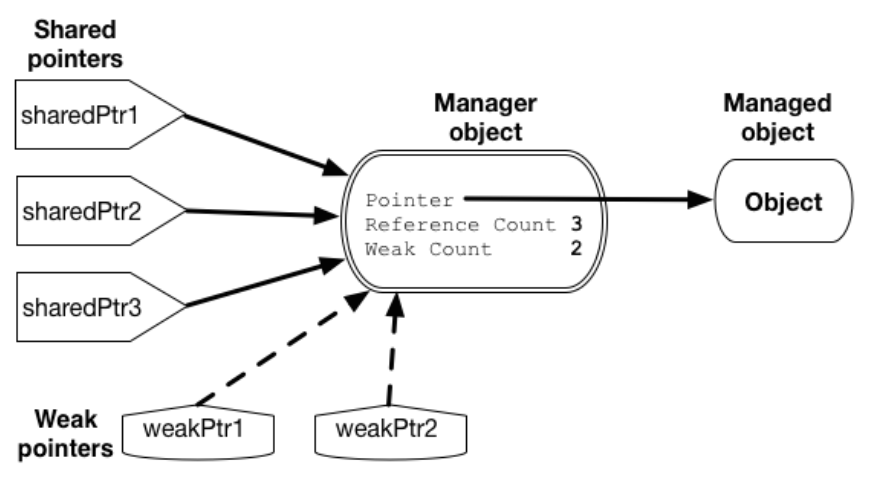 Shared
pointers
sharedPtr1
sharedPtr2
sharedPtr3
Manager
object
Pointer
Reference Count 3
Weak Count 2
Managed
object
Object
Weak
pointers
weakPtr1
weakPtr2